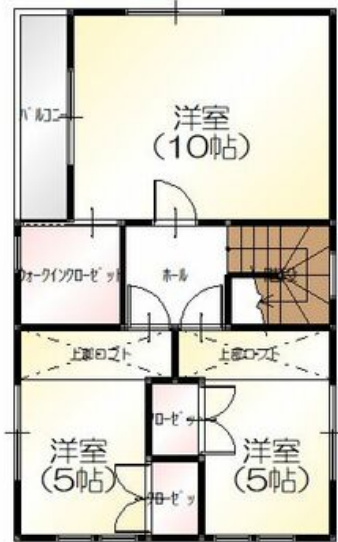 バルコニー
洋室
(10帖)
ウォークインクローゼット
ホール
上部ロフト
上部ロフト
洋室
(5帖)
クローゼット
洋室
(5帖)
クローゼット